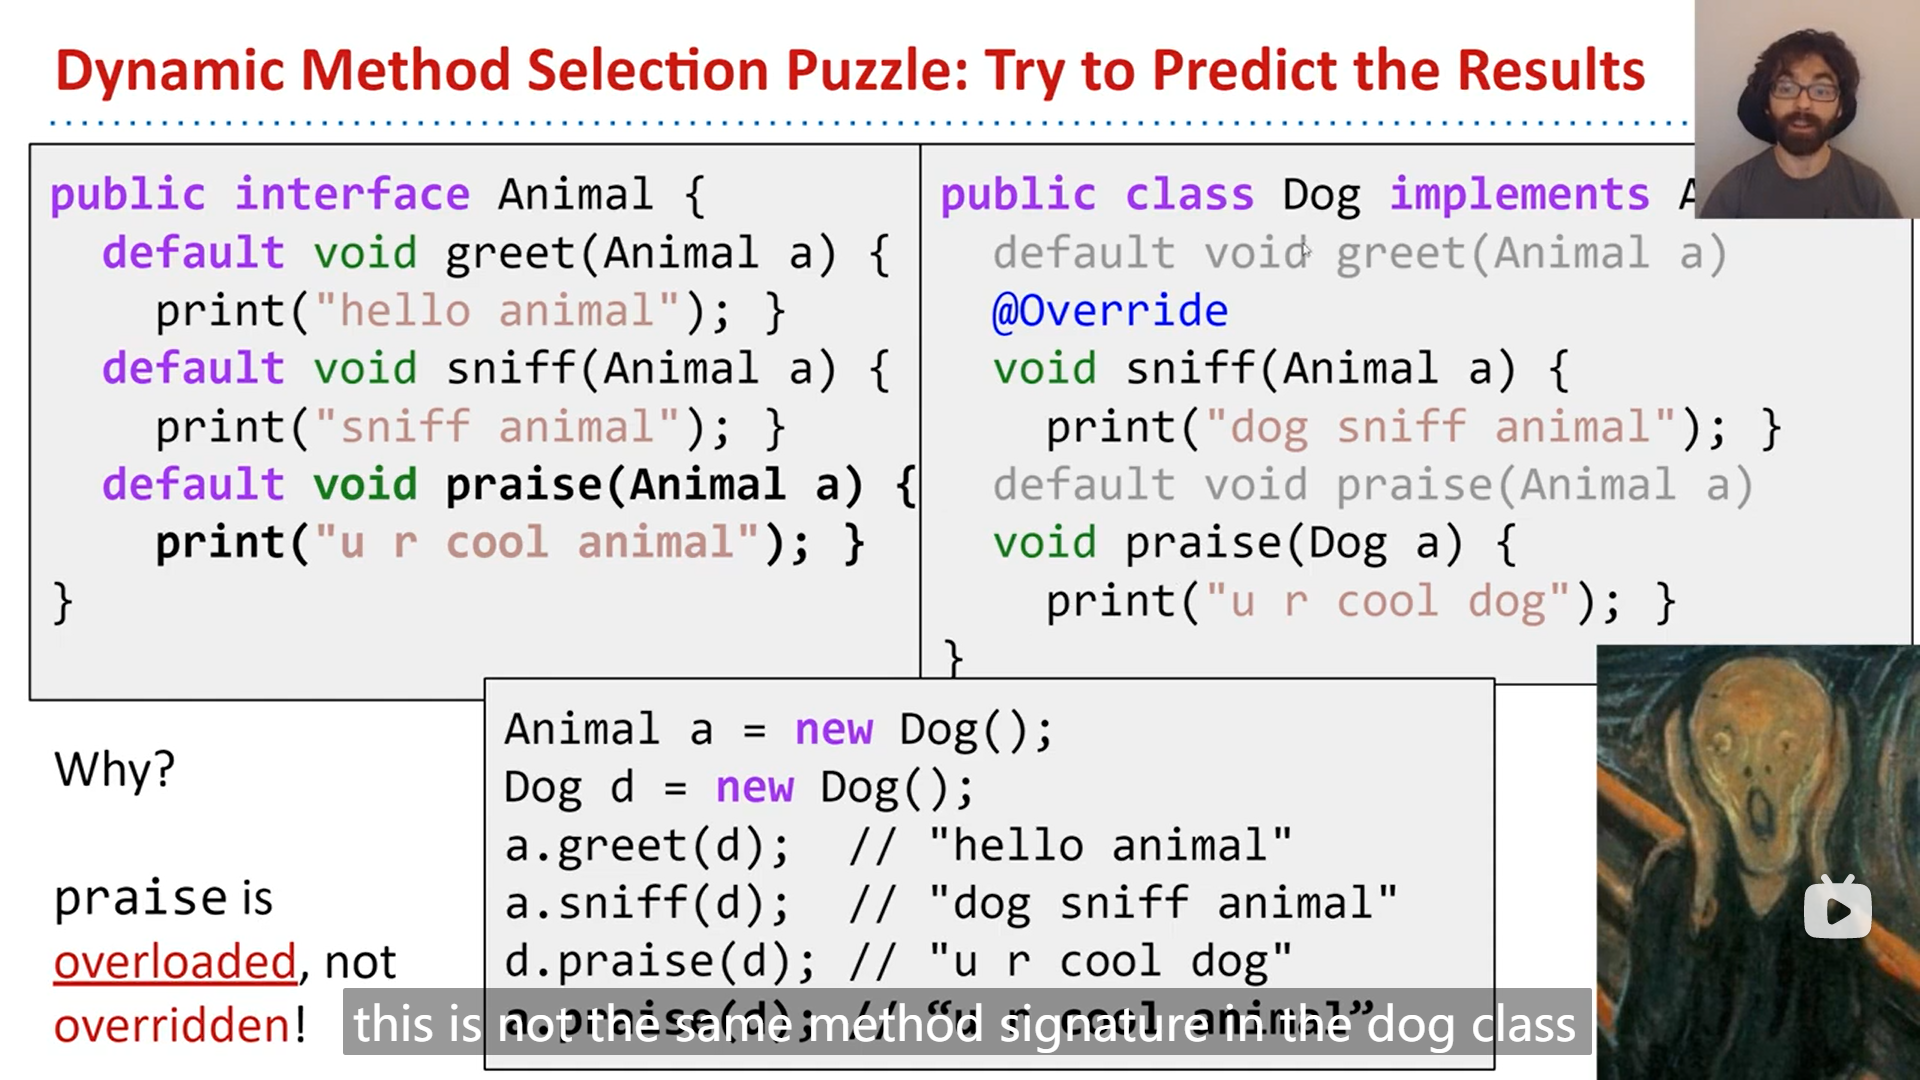 Dynamic Method Selection Puzzle: Try to Predict the Results
public interface Animal {
default void greet(Animal a) {
print("hello animal"); }
default void sniff(Animal a) {
print("sniff animal"); }
default void praise(Animal a) {
print("u r cool animal"); }
}
public class Dog implements A
default void greet(Animal a)
@Override
void sniff(Animal a) {
print("dog sniff animal"); }
default void praise(Animal a)
void praise(Dog a) {
print("u r cool dog"); }
}
Why?
praise is
overloaded, not
overridden!
Animal a = new Dog();
Dog d = new Dog();
a.greet(d); // "hello animal"
a.sniff(d); // "dog sniff animal"
d.praise(d); // "u r cool dog"
a.praise(d); // “u r cool animal”
this is not the same method signature in the dog class